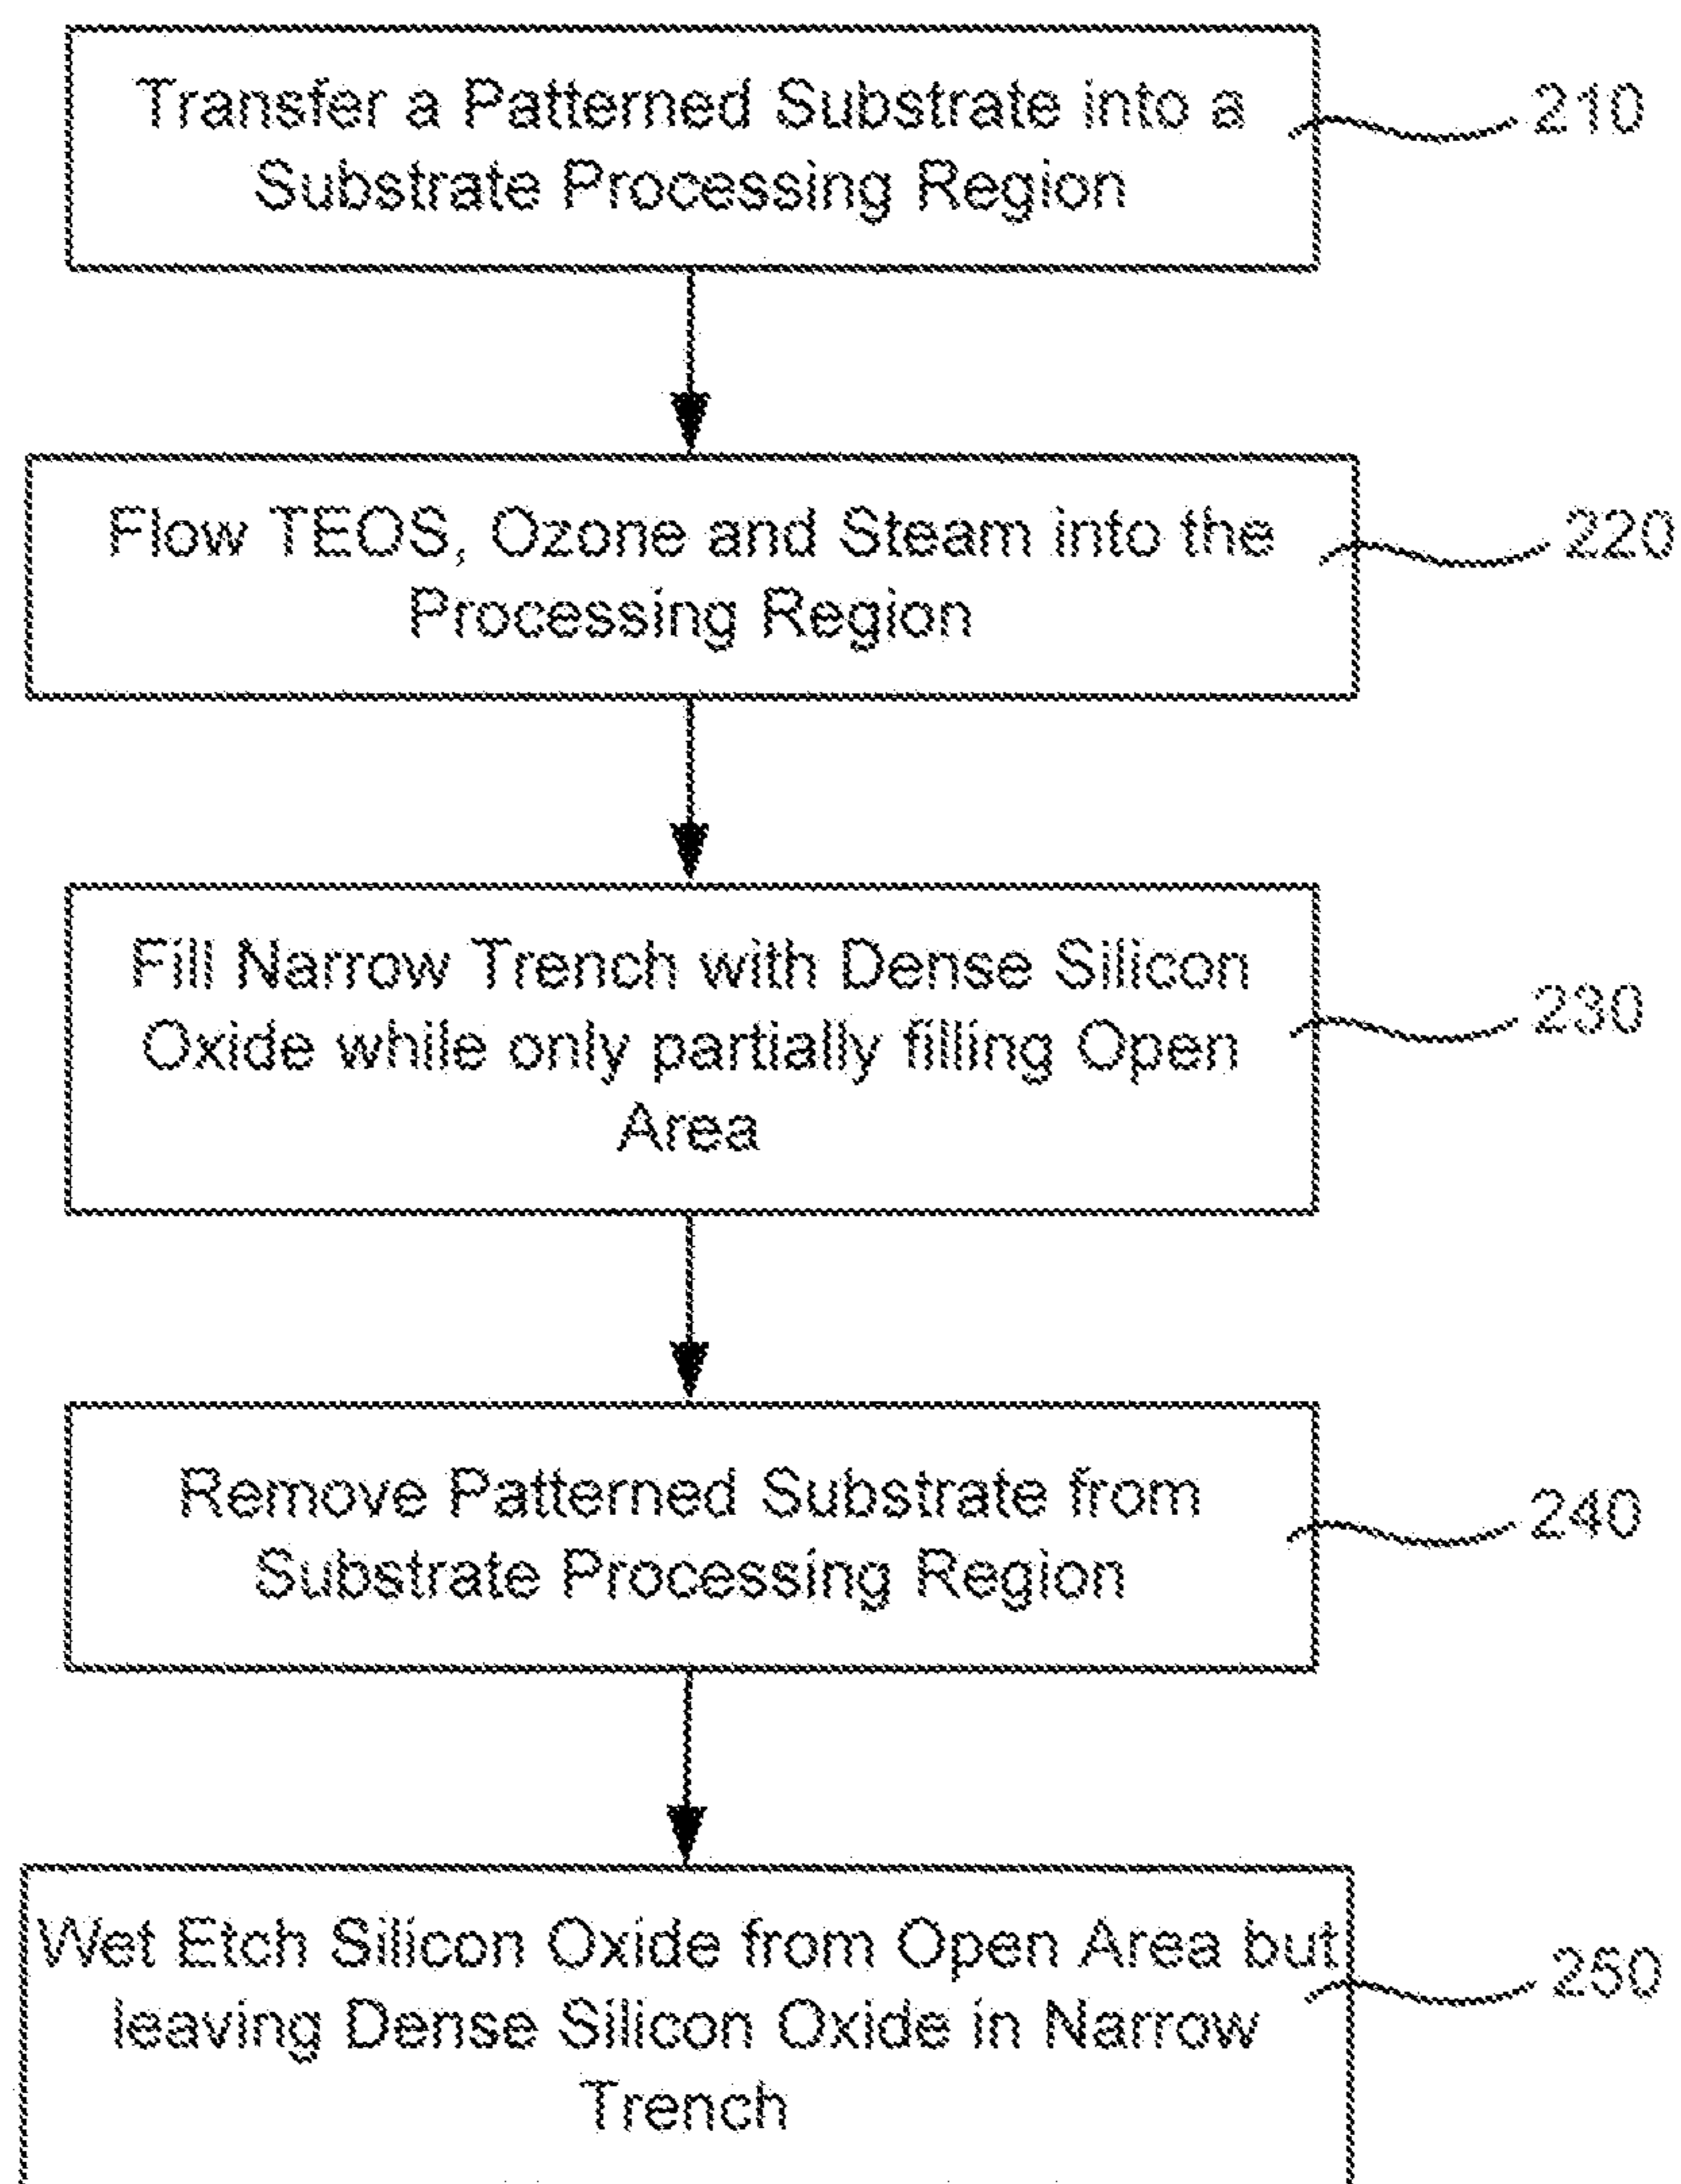 Transfer a Patterned Substrate into a
Substrate Processing Region
210
Flow TEOS, Ozone and Steam into the
Processing Region
220
Fill Narrow Trench with Dense Silicon
Oxide while only partially filling Open
Area
230
Remove Patterned Substrate from
Substrate Processing Region
240
Wet Etch Silicon Oxide from Open Area but
leaving Dense Silicon Oxide in Narrow
Trench
250